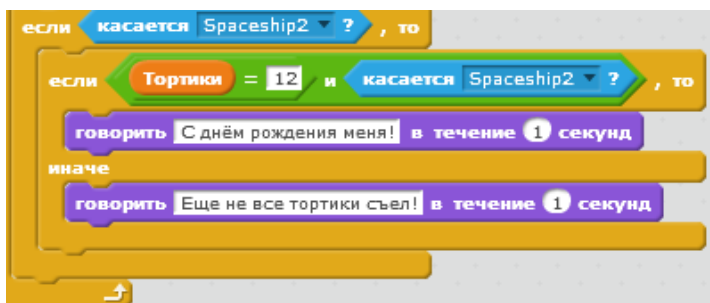 если касается Spaceship2 ? , то
если Тортики = 12 и касается Spaceship2 ? , то
говорить С днём рождения меня! в течение 1 секунд
иначе
говорить Еще не все тортики съел! в течение 1 секунд